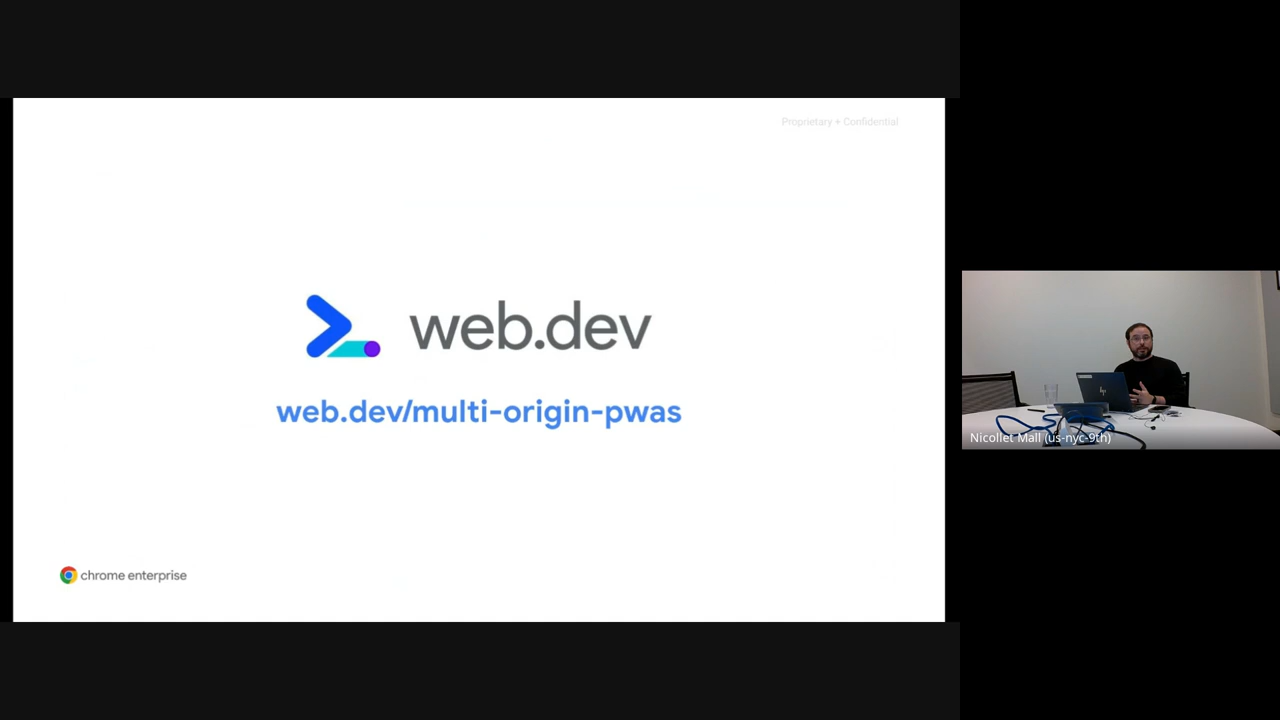 Proprietary + Confidential
web.dev
web.dev/multi-origin-pwas
chrome enterprise
Nicollet Mall (us-nyc-9th)